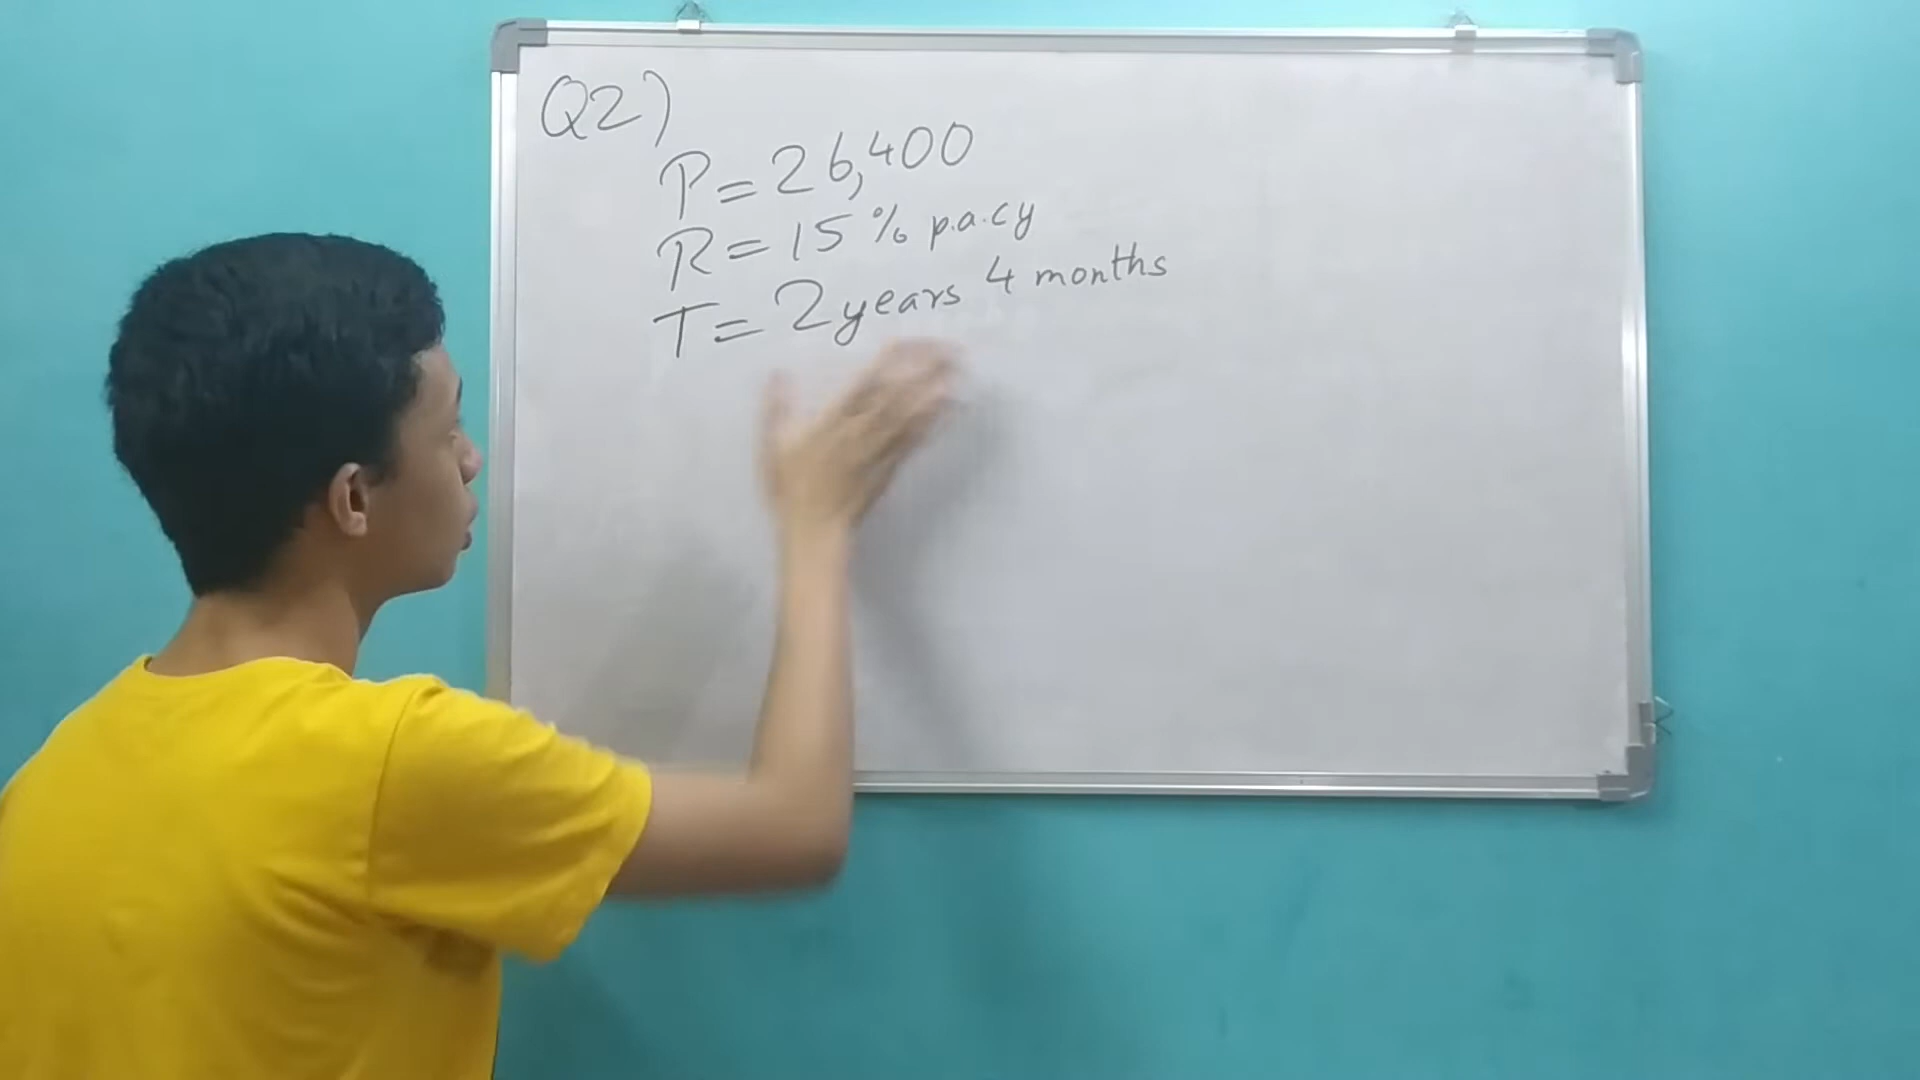 Q2)
P = 26,400
R = 15 % p.a.cy
T = 2 years 4 months